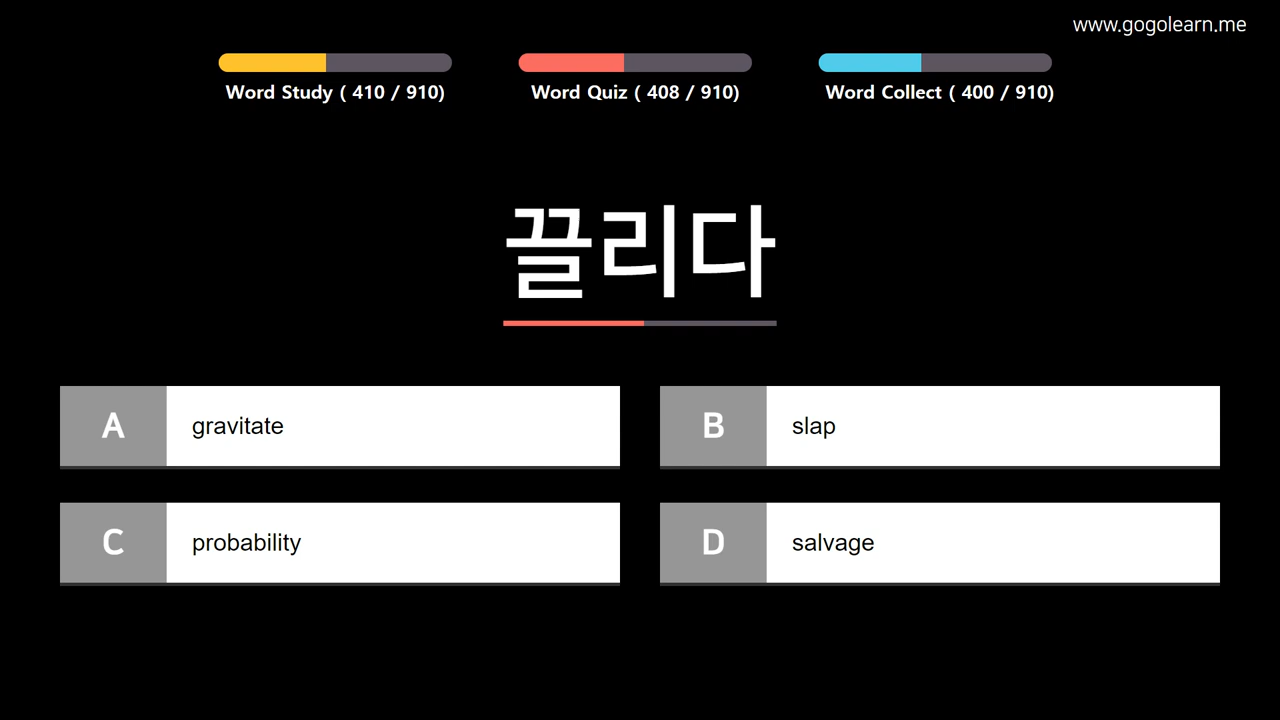 www.gogolearn.me
Word Study ( 410 / 910)
Word Quiz ( 408 / 910)
Word Collect ( 400 / 910)
끌리다
A gravitate
B slap
C probability
D salvage